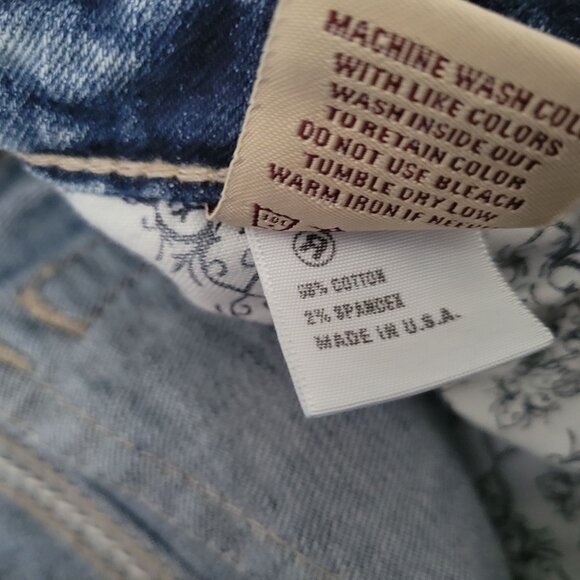 MACHINE WASH COL
WITH LIKE COLORS
WASH INSIDE OUT
TO RETAIN COLOR
DO NOT USE BLEACH
TUMBLE DRY LOW
WARM IRON IF NEE
98% COTTON
2% SPANDEX
MADE IN U.S.A.